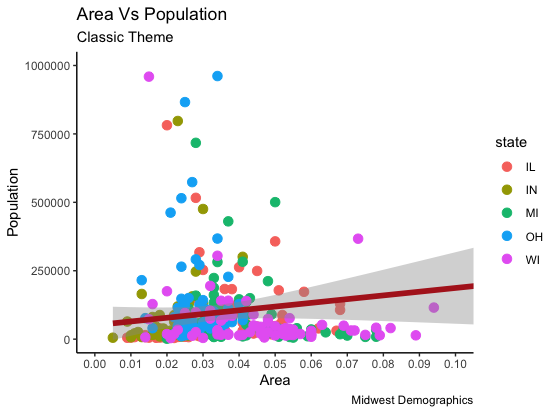 Area Vs Population
Classic Theme
1000000
750000
500000
250000
0
Population
0.00 0.01 0.02 0.03 0.04 0.05 0.06 0.07 0.08 0.09 0.10
Area
state
IL
IN
MI
OH
WI
Midwest Demographics